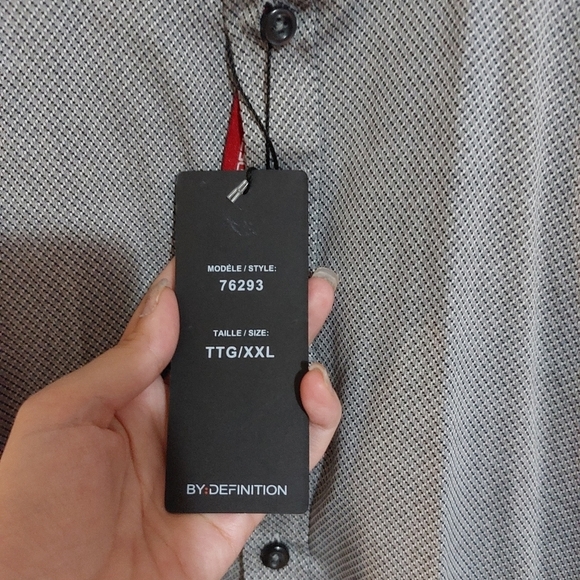 MODÈLE / STYLE:
76293
TAILLE / SIZE:
TTG/XXL
BY:DEFINITION